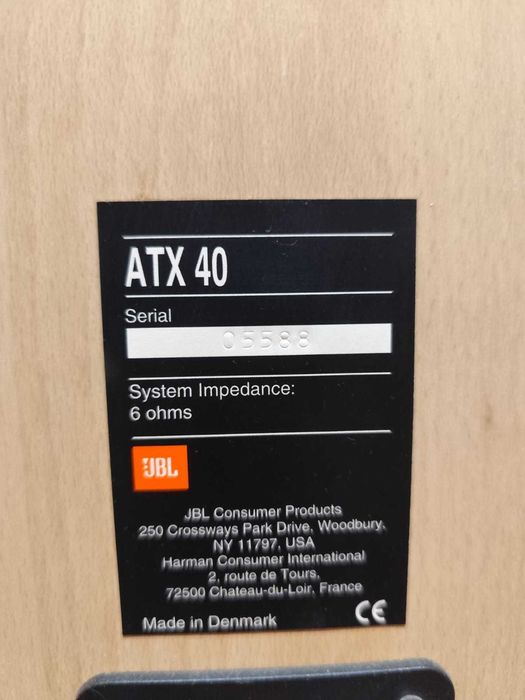 ATX 40
Serial
05588
System Impedance:
6 ohms
JBL
JBL Consumer Products
250 Crossways Park Drive, Woodbury,
NY 11797, USA
Harman Consumer International
2, route de Tours,
72500 Chateau-du-Loir, France
Made in Denmark CE